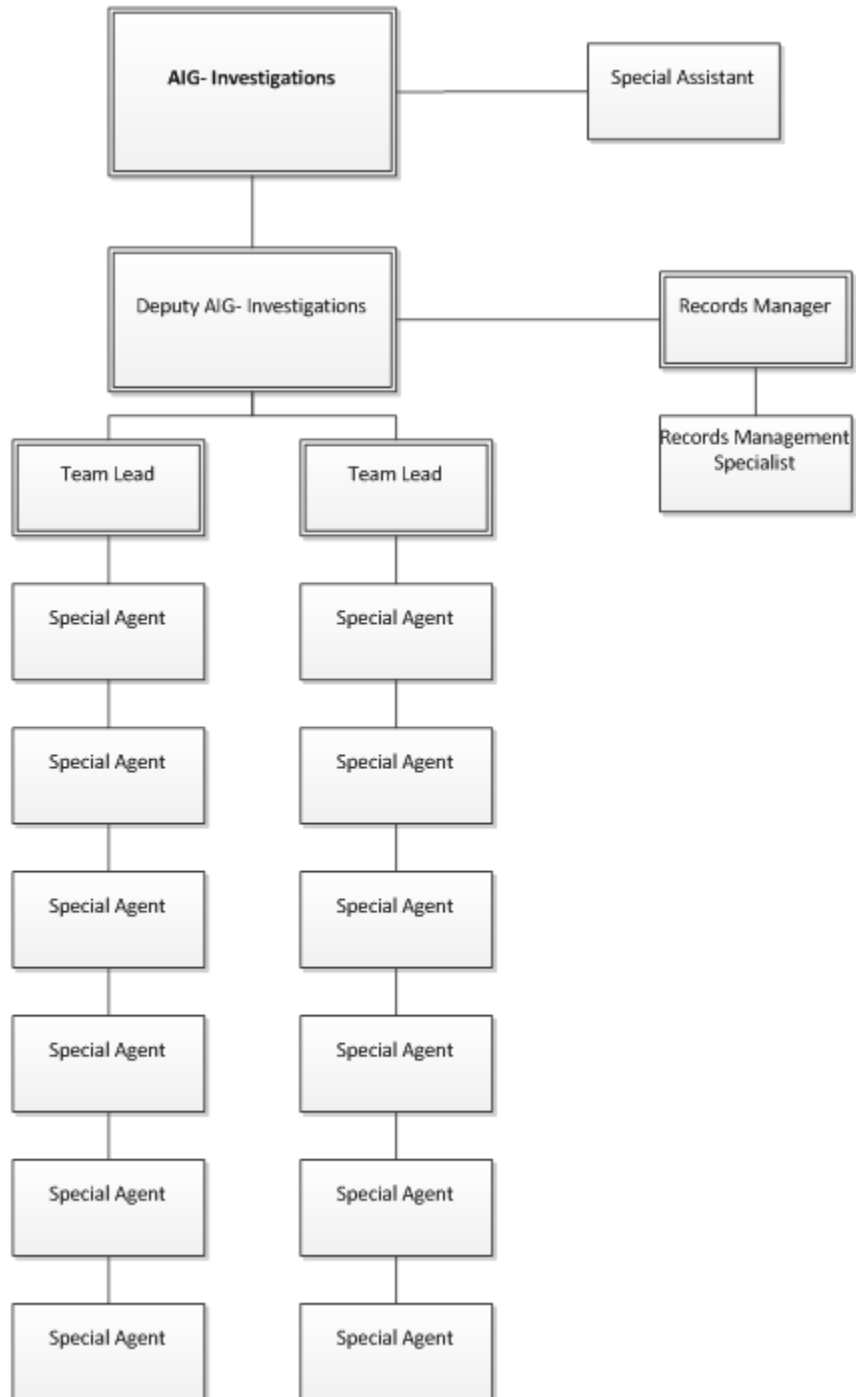 AIG- Investigations
Special Assistant
Deputy AIG- Investigations
Records Manager
Records Management
Specialist
Team Lead
Team Lead
Special Agent
Special Agent
Special Agent
Special Agent
Special Agent
Special Agent
Special Agent
Special Agent
Special Agent
Special Agent
Special Agent
Special Agent